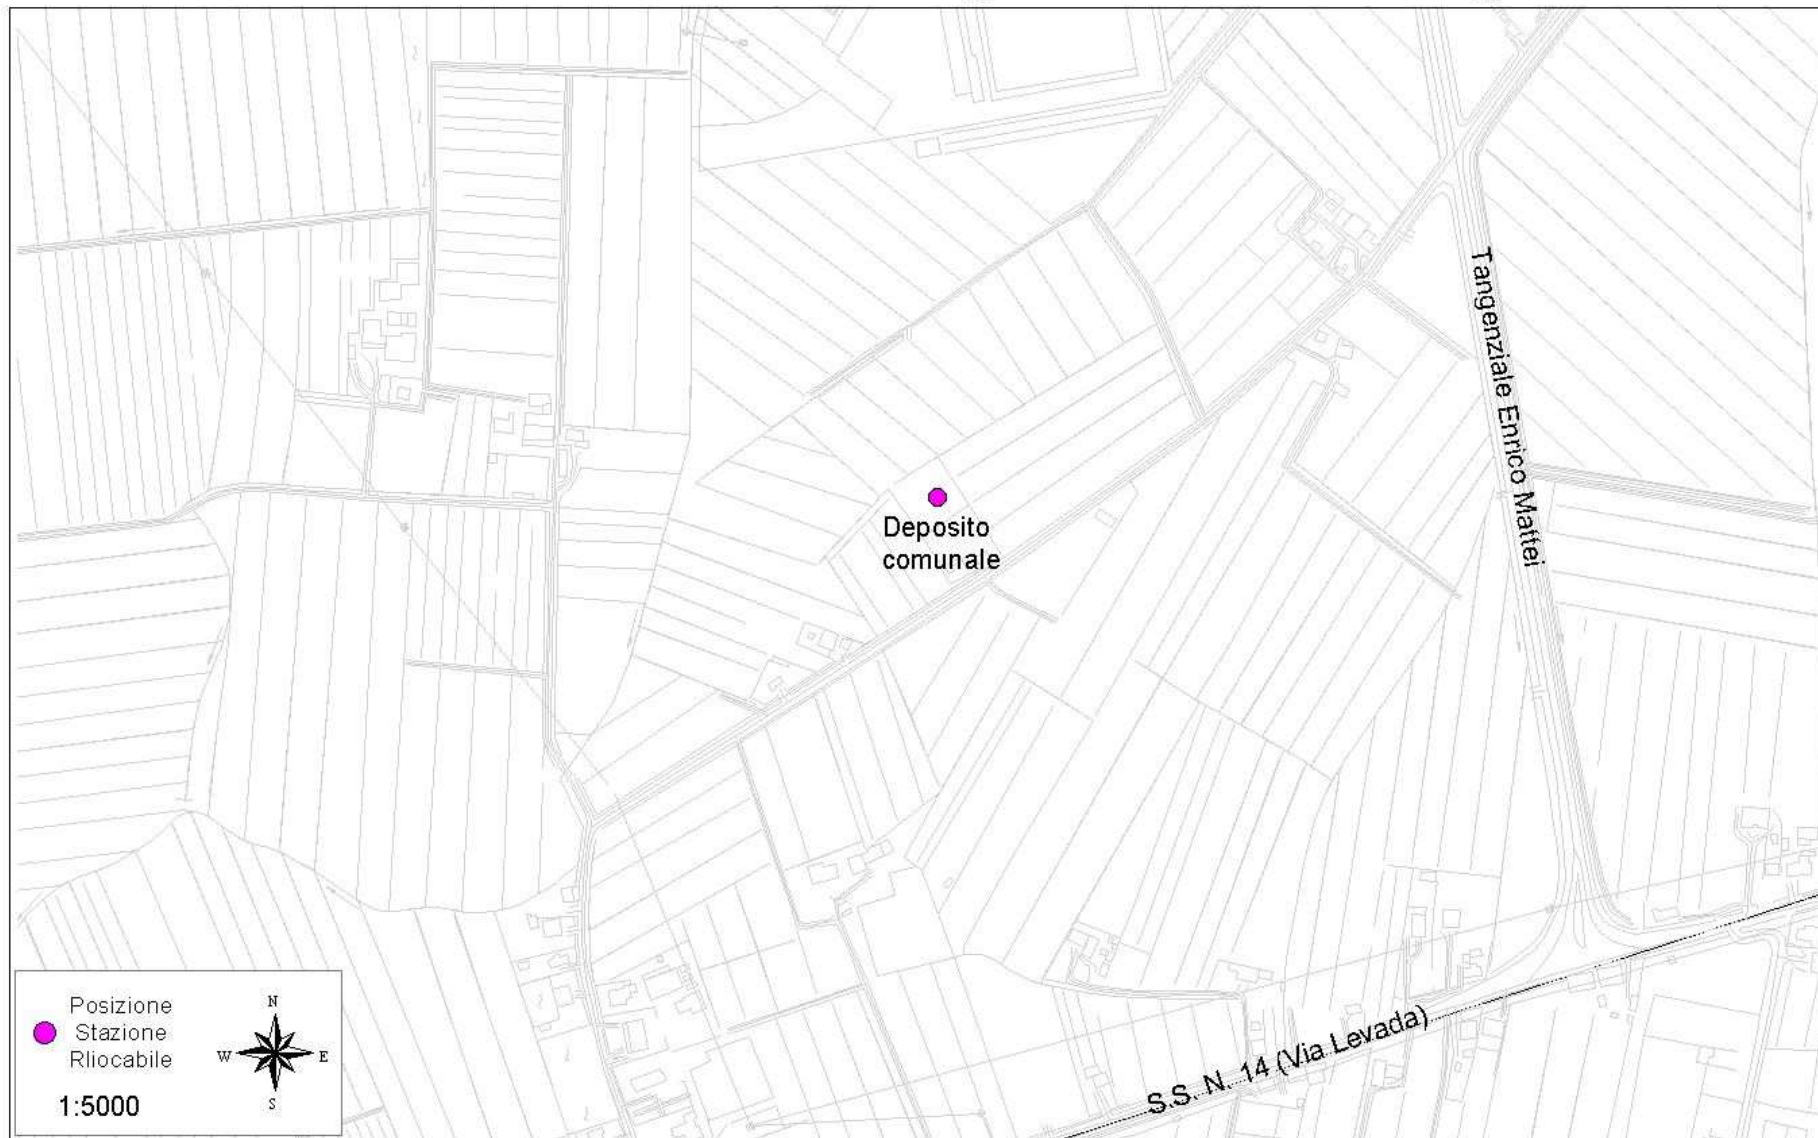 Tangenziale Enrico Mattei
Deposito
comunale
S.S. N. 14 (Via Levada)
Posizione
Stazione
Rliocabile
N
W
E
S
1:5000